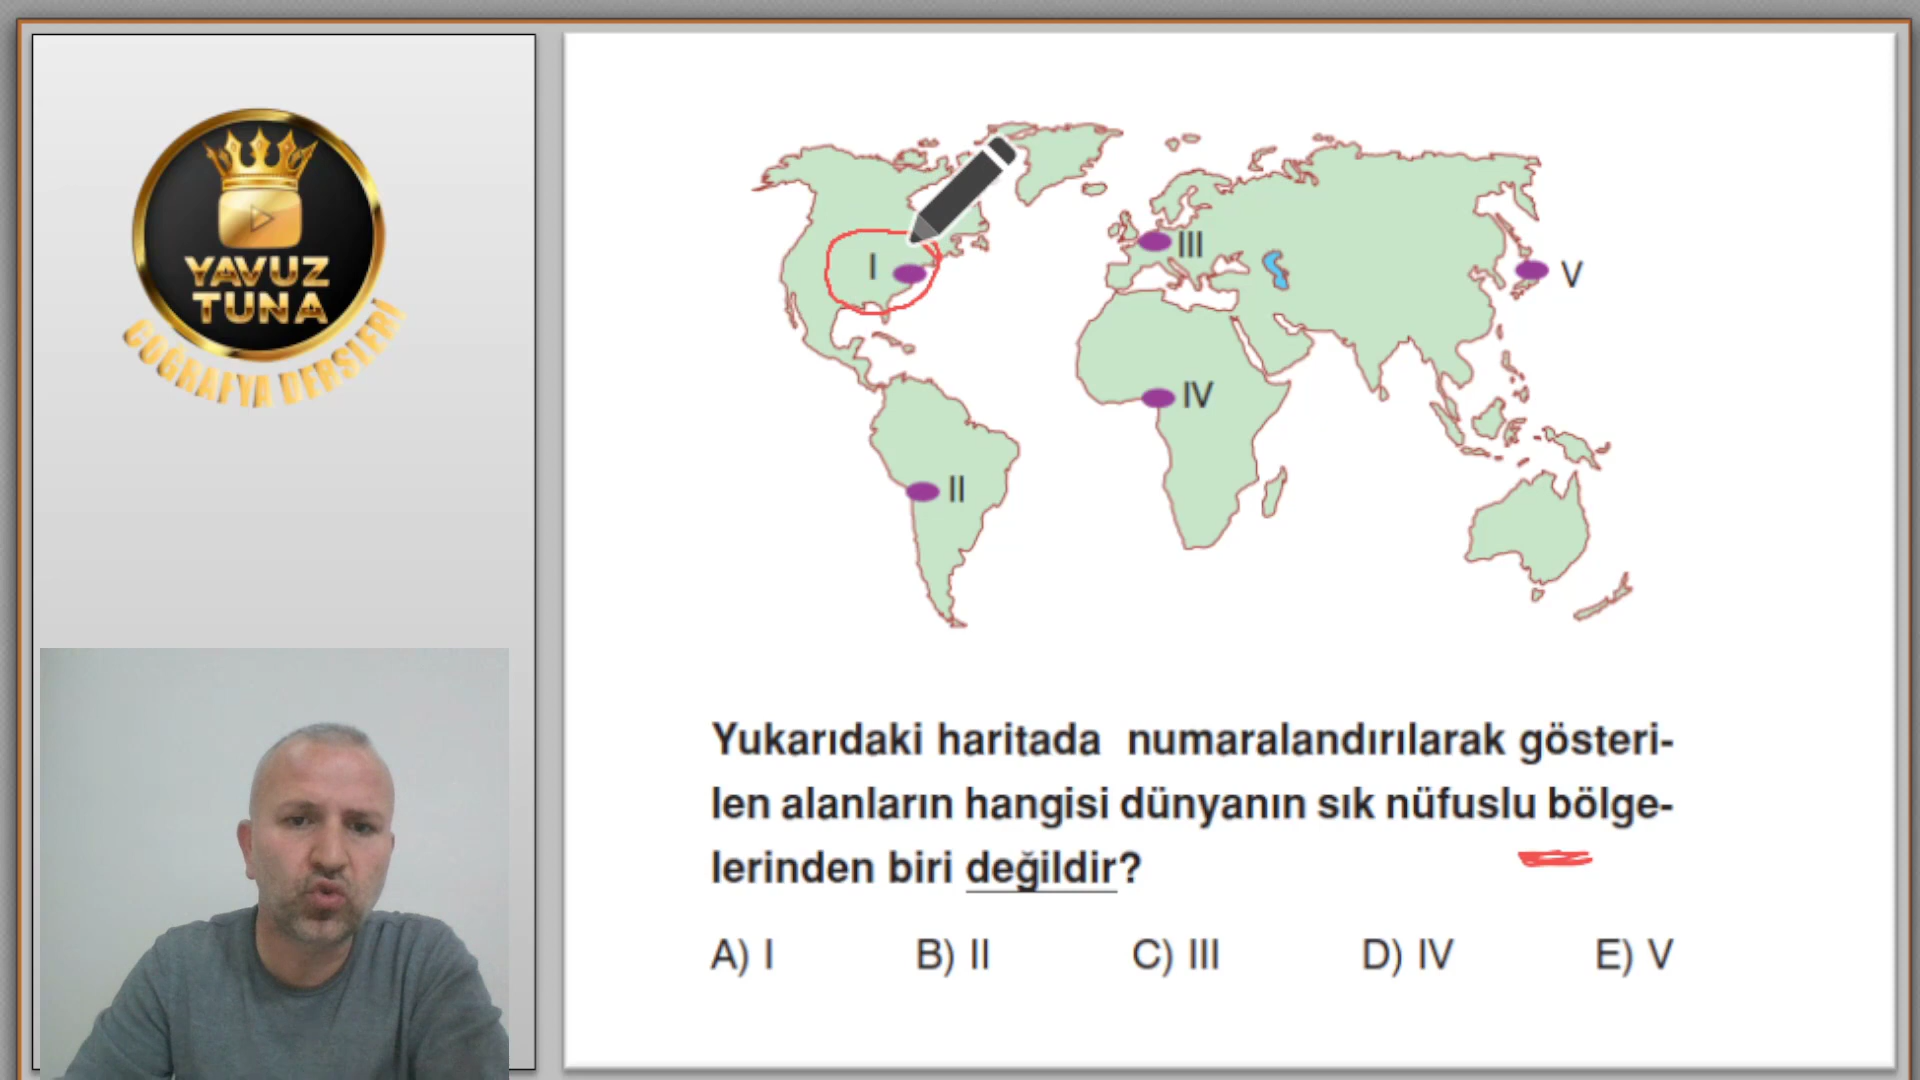 YAVUZ
TUNA
COĞRAFYA DERSLERİ
I
II
III
IV
V
Yukarıdaki haritada numaralandırılarak gösteri-
len alanların hangisi dünyanın sık nüfuslu bölge-
lerinden biri değildir?
A) I B) II C) III D) IV E) V